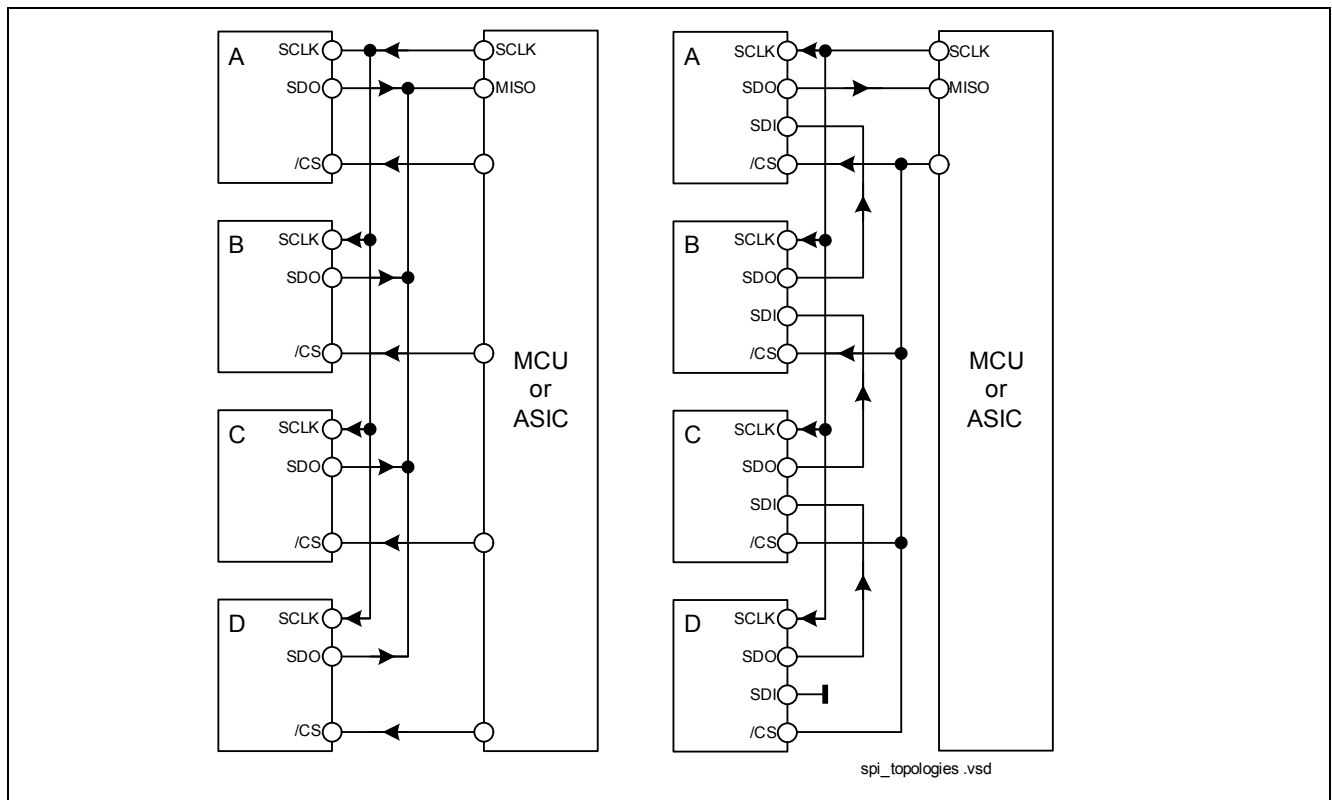 A
SCLK
SDO
/CS
B
SCLK
SDO
/CS
C
SCLK
SDO
/CS
D
SCLK
SDO
/CS
SCLK
MISO
MCU
or
ASIC
A
SCLK
SDO
SDI
/CS
B
SCLK
SDO
SDI
/CS
C
SCLK
SDO
SDI
/CS
D
SCLK
SDO
SDI
/CS
SCLK
MISO
MCU
or
ASIC
spi_topologies .vsd